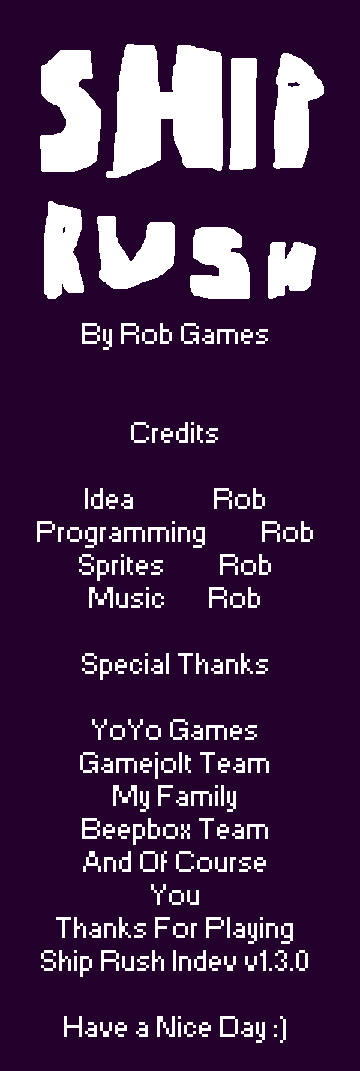 SHIP
RUSH
By Rob Games
Credits
Idea Rob
Programming Rob
Sprites Rob
Music Rob
Special Thanks
YoYo Games
Gamejolt Team
My Family
Beepbox Team
And Of Course
You
Thanks For Playing
Ship Rush Indev v1.3.0
Have a Nice Day :)